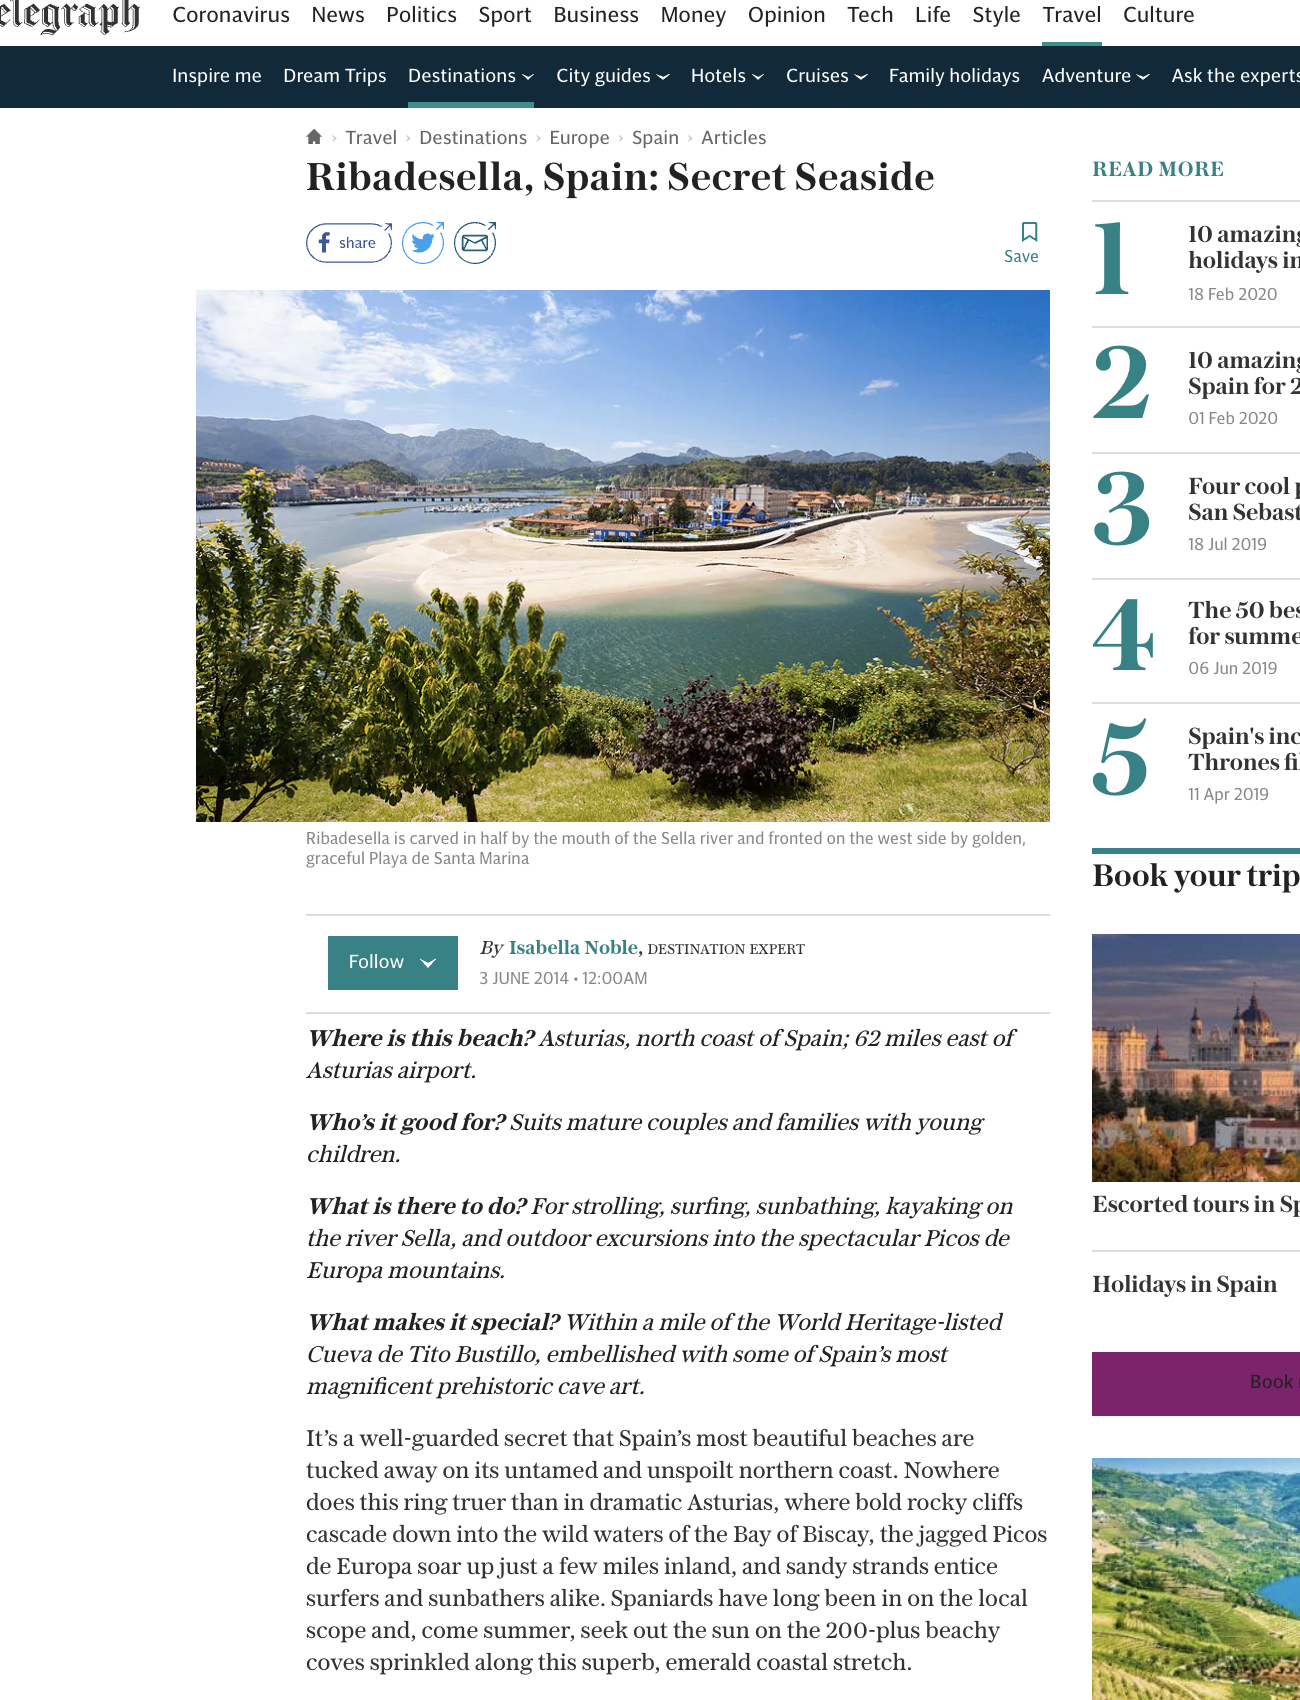 elegraph
Coronavirus News Politics Sport Business Money Opinion Tech Life Style Travel Culture
Inspire me Dream Trips Destinations City guides Hotels Cruises Family holidays Adventure Ask the experts
Travel › Destinations › Europe › Spain › Articles
Ribadesella, Spain: Secret Seaside
share
Save
Ribadesella is carved in half by the mouth of the Sella river and fronted on the west side by golden,
graceful Playa de Santa Marina
Follow
By Isabella Noble, DESTINATION EXPERT
3 JUNE 2014 • 12:00AM
Where is this beach? Asturias, north coast of Spain; 62 miles east of
Asturias airport.
Who’s it good for? Suits mature couples and families with young
children.
What is there to do? For strolling, surfing, sunbathing, kayaking on
the river Sella, and outdoor excursions into the spectacular Picos de
Europa mountains.
What makes it special? Within a mile of the World Heritage-listed
Cueva de Tito Bustillo, embellished with some of Spain’s most
magnificent prehistoric cave art.
It’s a well-guarded secret that Spain’s most beautiful beaches are
tucked away on its untamed and unspoilt northern coast. Nowhere
does this ring truer than in dramatic Asturias, where bold rocky cliffs
cascade down into the wild waters of the Bay of Biscay, the jagged Picos
de Europa soar up just a few miles inland, and sandy strands entice
surfers and sunbathers alike. Spaniards have long been in on the local
scope and, come summer, seek out the sun on the 200-plus beachy
coves sprinkled along this superb, emerald coastal stretch.
READ MORE
1
10 amazing
holidays in
18 Feb 2020
2
10 amazing
Spain for 2
01 Feb 2020
3
Four cool p
San Sebast
18 Jul 2019
4
The 50 bes
for summe
06 Jun 2019
5
Spain's inc
Thrones fi
11 Apr 2019
Book your trip
Escorted tours in Sp
Holidays in Spain
Book